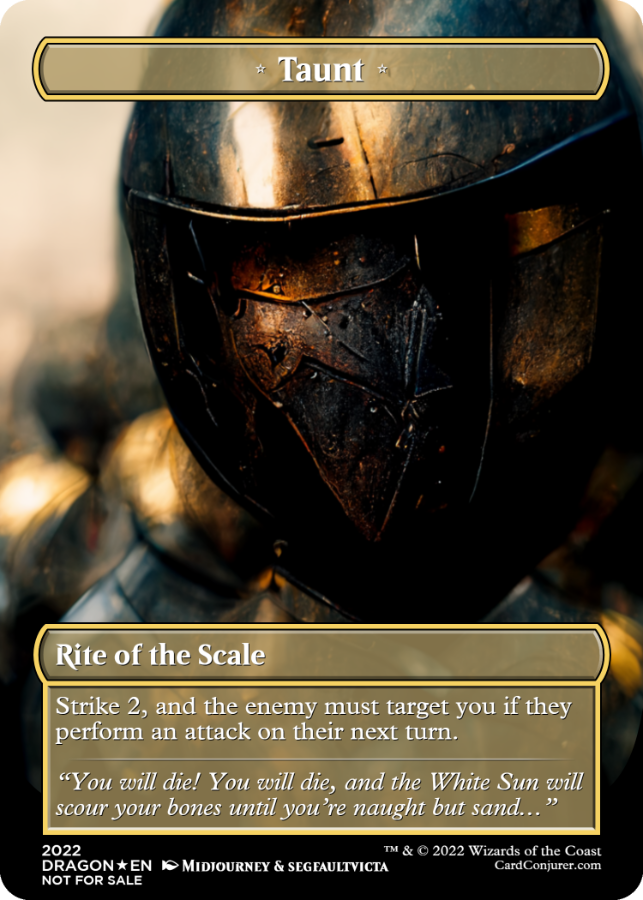 ☆ Taunt ☆
Rite of the Scale
Strike 2, and the enemy must target you if they
perform an attack on their next turn.
“You will die! You will die, and the White Sun will
scour your bones until you’re naught but sand…”
2022
DRAGON★EN Midjourney & segfaultvicta
NOT FOR SALE
™ & © 2022 Wizards of the Coast
CardConjurer.com